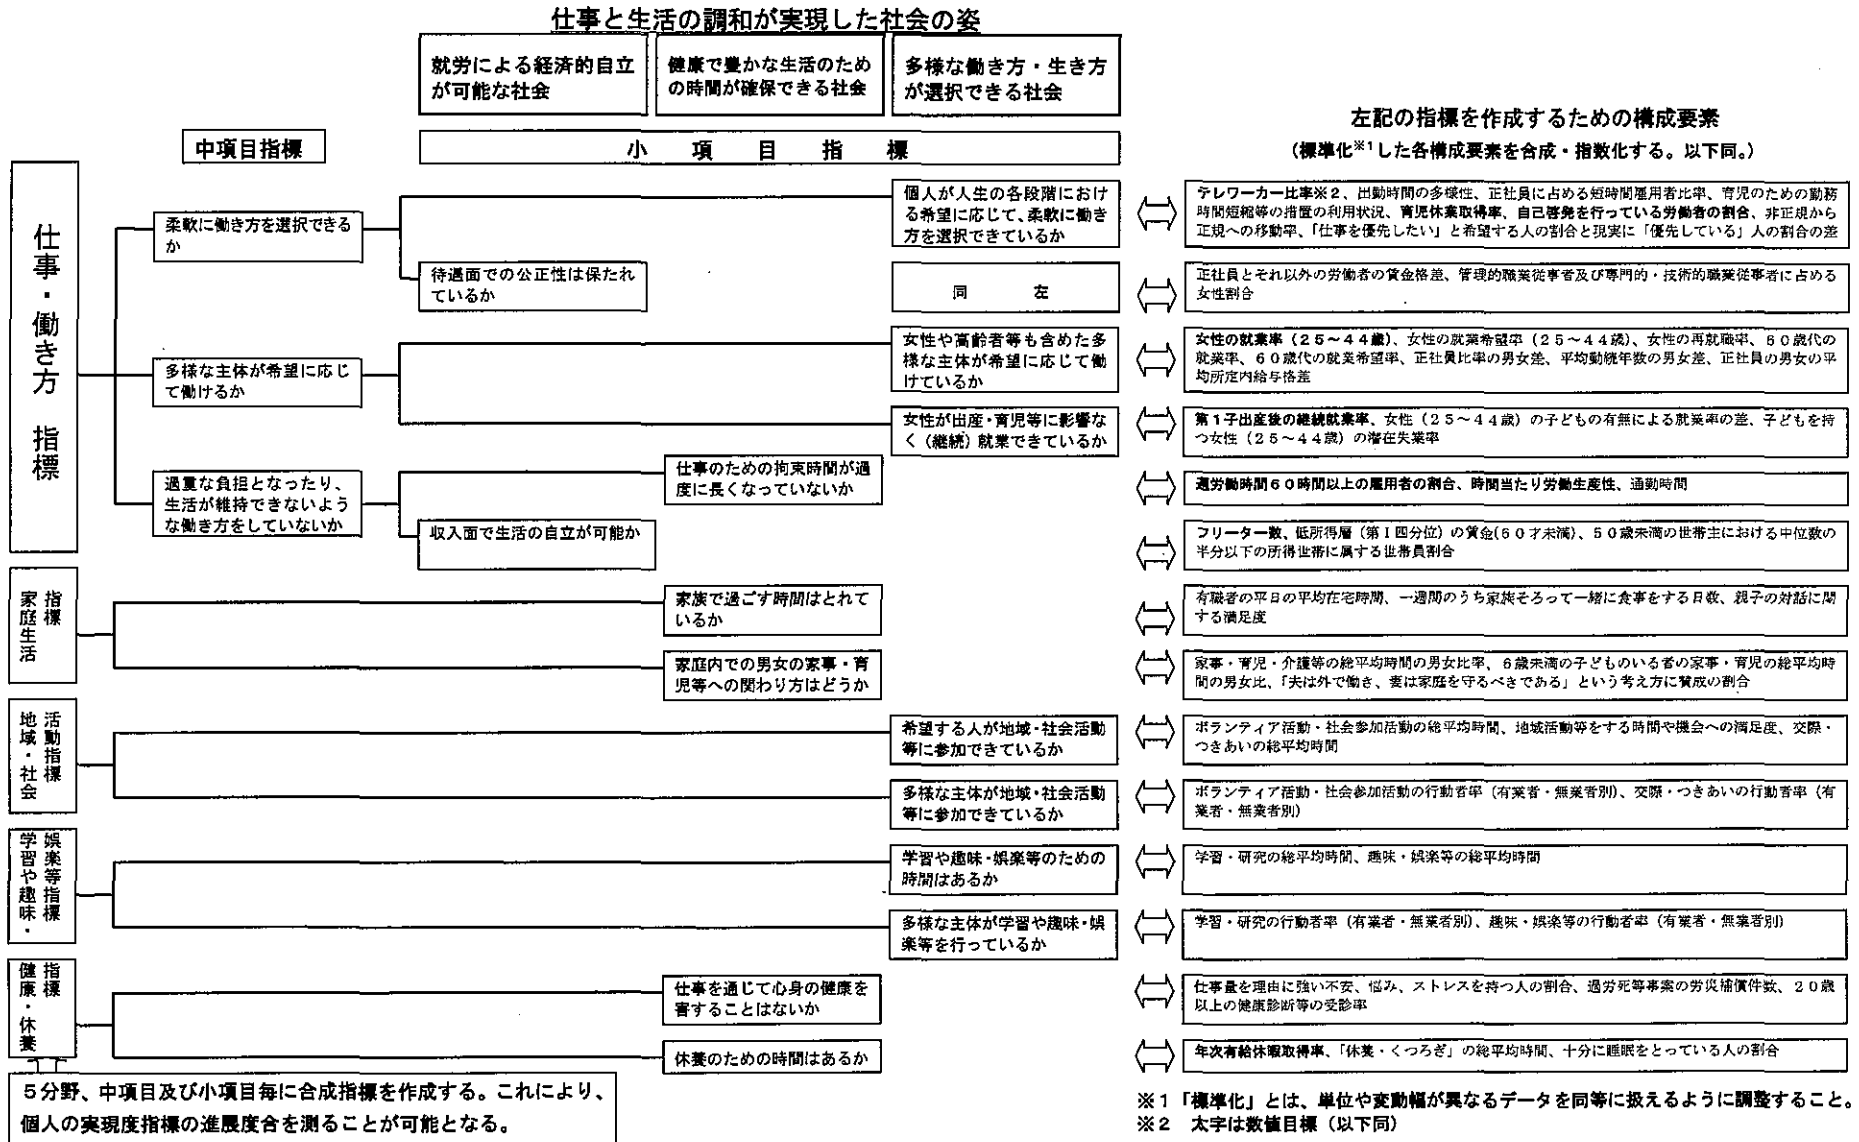 仕事と生活の調和が実現した社会の姿
就労による経済的自立
が可能な社会
健康で豊かな生活のため
の時間が確保できる社会
多様な働き方・生き方
が選択できる社会
左記の指標を作成するための構成要素
(標準化※1した各構成要素を合成・指数化する。以下同。)
中項目指標
小項目指標
仕事・働き方 指標
柔軟に働き方を選択できる
か
個人が人生の各段階におけ
る希望に応じて、柔軟に働き
方を選択できているか
テレワーカー比率※2、出勤時間の多様性、正社員に占める短時間雇用者比率、育児のための勤務
時間短縮等の措置の利用状況、育児休業取得率、自己啓発を行っている労働者の割合、非正規から
正規への移動率、「仕事を優先したい」と希望する人の割合と現実に「優先している」人の割合の差
待遇面での公正性は保たれ
ているか
同 左
正社員とそれ以外の労働者の賃金格差、管理的職業従事者及び専門的・技術的職業従事者に占める
女性割合
多様な主体が希望に応じ
て働けるか
女性や高齢者等も含めた多
様な主体が希望に応じて働
けているか
女性の就業率(25~44歳)、女性の就業希望率(25~44歳)、女性の再就職率、60歳代の
就業率、60歳代の就業希望率、正社員比率の男女差、平均勤続年数の男女差、正社員の男女の平
均所定内給与格差
女性が出産・育児等に影響な
く(継続)就業できているか
第1子出産後の継続就業率、女性(25~44歳)の子どもの有無による就業率の差、子どもを持
つ女性(25~44歳)の潜在失業率
過重な負担となったり、
生活が維持できないよう
な働き方をしていないか
仕事のための拘束時間が過
度に長くなっていないか
週労働時間60時間以上の雇用者の割合、時間当たり労働生産性、通勤時間
収入面で生活の自立が可能か
フリーター数、低所得層(第Ⅰ四分位)の賃金(60才未満)、50歳未満の世帯主における中位数の
半分以下の所得世帯に属する世帯員割合
家庭生活
指標
家族で過ごす時間はとれて
いるか
有職者の平日の平均在宅時間、一週間のうち家族そろって一緒に食事をする日数、親子の対話に関
する満足度
家庭内での男女の家事・育
児等への関わり方はどうか
家事・育児・介護等の総平均時間の男女比率、6歳未満の子どものいる者の家事・育児の総平均時
間の男女比、「夫は外で働き、妻は家庭を守るべきである」という考え方に賛成の割合
地域・社会
活動指標
希望する人が地域・社会活動
等に参加できているか
ボランティア活動・社会参加活動の総平均時間、地域活動等をする時間や機会への満足度、交際・
つきあいの総平均時間
多様な主体が地域・社会活動
等に参加できているか
ボランティア活動・社会参加活動の行動者率(有業者・無業者別)、交際・つきあいの行動者率(有
業者・無業者別)
学習や趣味・
娯楽等指標
学習や趣味・娯楽等のための
時間はあるか
学習・研究の総平均時間、趣味・娯楽等の総平均時間
多様な主体が学習や趣味・娯
楽等を行っているか
学習・研究の行動者率(有業者・無業者別)、趣味・娯楽等の行動者率(有業者・無業者別)
健康・休養
指標
仕事を通じて心身の健康を
害することはないか
仕事量を理由に強い不安、悩み、ストレスを持つ人の割合、過労死等事案の労災補償件数、20歳
以上の健康診断等の受診率
休養のための時間はあるか
年次有給休暇取得率、「休養・くつろぎ」の総平均時間、十分に睡眠をとっている人の割合
5分野、中項目及び小項目毎に合成指標を作成する。これにより、
個人の実現度指標の進展度合を測ることが可能となる。
※1「標準化」とは、単位や変動幅が異なるデータを同等に扱えるように調整すること。
※2 太字は数値目標(以下同)